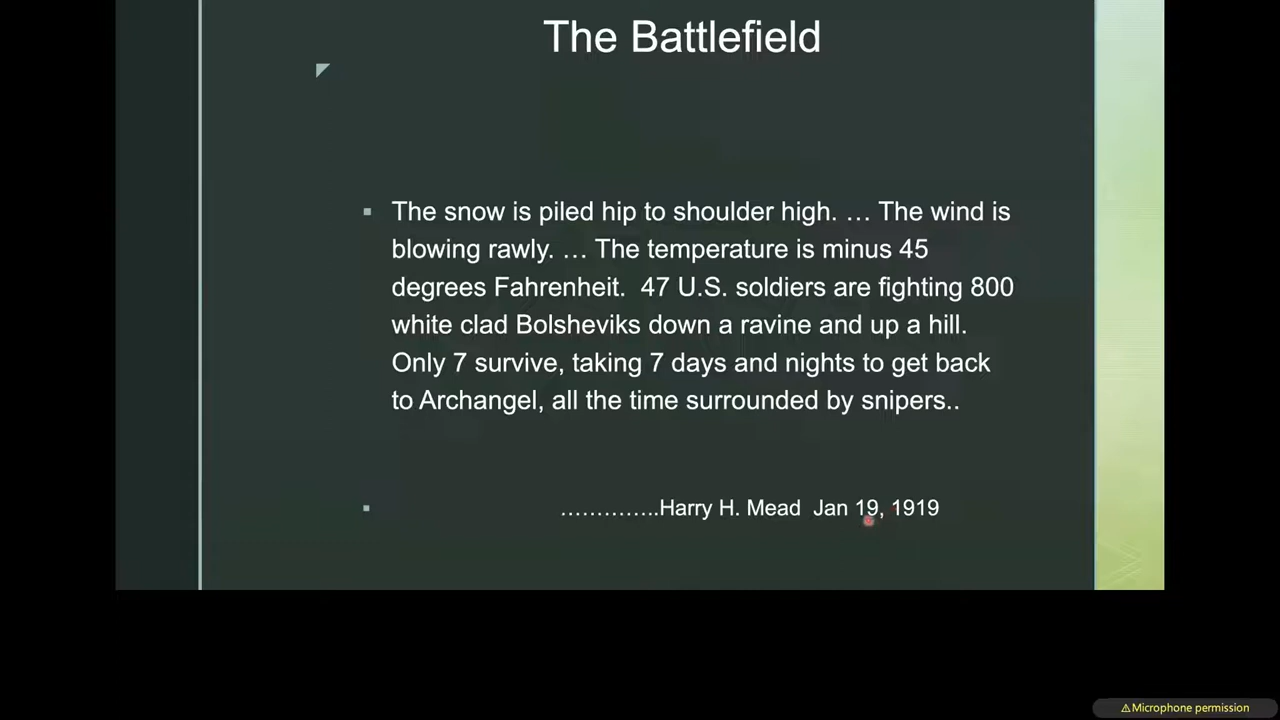 The Battlefield
▪ The snow is piled hip to shoulder high. … The wind is
blowing rawly. … The temperature is minus 45
degrees Fahrenheit.  47 U.S. soldiers are fighting 800
white clad Bolsheviks down a ravine and up a hill.
Only 7 survive, taking 7 days and nights to get back
to Archangel, all the time surrounded by snipers..
▪ …………..Harry H. Mead  Jan 19, 1919
⚠Microphone permission